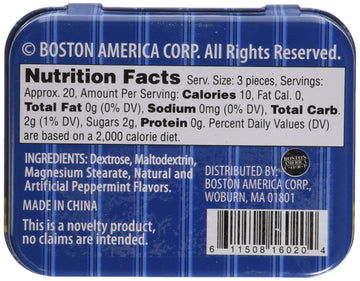 © BOSTON AMERICA CORP. All Rights Reserved.
Nutrition Facts Serv. Size: 3 pieces, Servings:
Approx. 20, Amount Per Serving: Calories 10, Fat Cal. 0,
Total Fat 0g (0% DV), Sodium 0mg (0% DV), Total Carb.
2g (1% DV), Sugars 2g, Protein 0g. Percent Daily Values (DV)
are based on a 2,000 calorie diet.
INGREDIENTS: Dextrose, Maltodextrin,
Magnesium Stearate, Natural and
Artificial Peppermint Flavors.
MADE IN CHINA
This is a novelty product,
no claims are intended.
DISTRIBUTED BY:
BOSTON AMERICA CORP.,
WOBURN, MA 01801
BOSTON
AMERICA
6 11508 16020 4